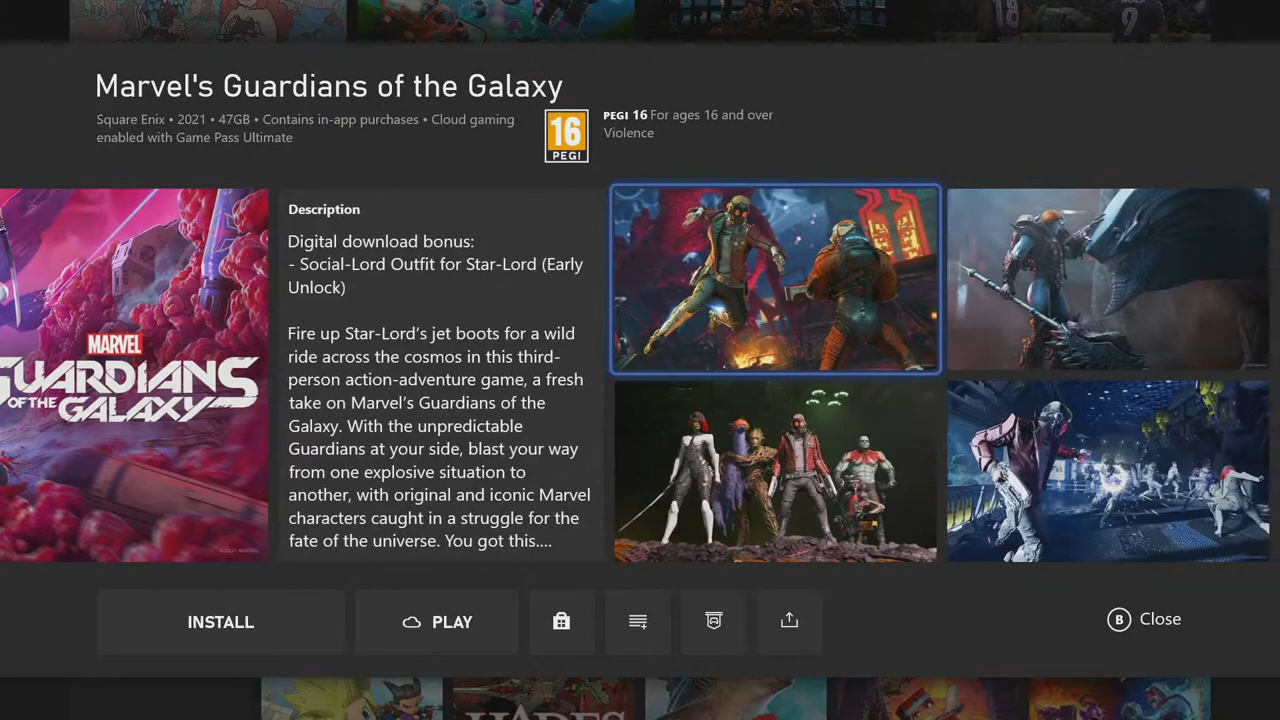 18
9
Marvel's Guardians of the Galaxy
Square Enix • 2021 • 47GB • Contains in-app purchases • Cloud gaming
enabled with Game Pass Ultimate
16
PEGI
PEGI 16 For ages 16 and over
Violence
MARVEL
GUARDIANS
OF THE GALAXY
Description
Digital download bonus:
- Social-Lord Outfit for Star-Lord (Early
Unlock)
Fire up Star-Lord’s jet boots for a wild
ride across the cosmos in this third-
person action-adventure game, a fresh
take on Marvel’s Guardians of the
Galaxy. With the unpredictable
Guardians at your side, blast your way
from one explosive situation to
another, with original and iconic Marvel
characters caught in a struggle for the
fate of the universe. You got this....
INSTALL
PLAY
B Close
HADES